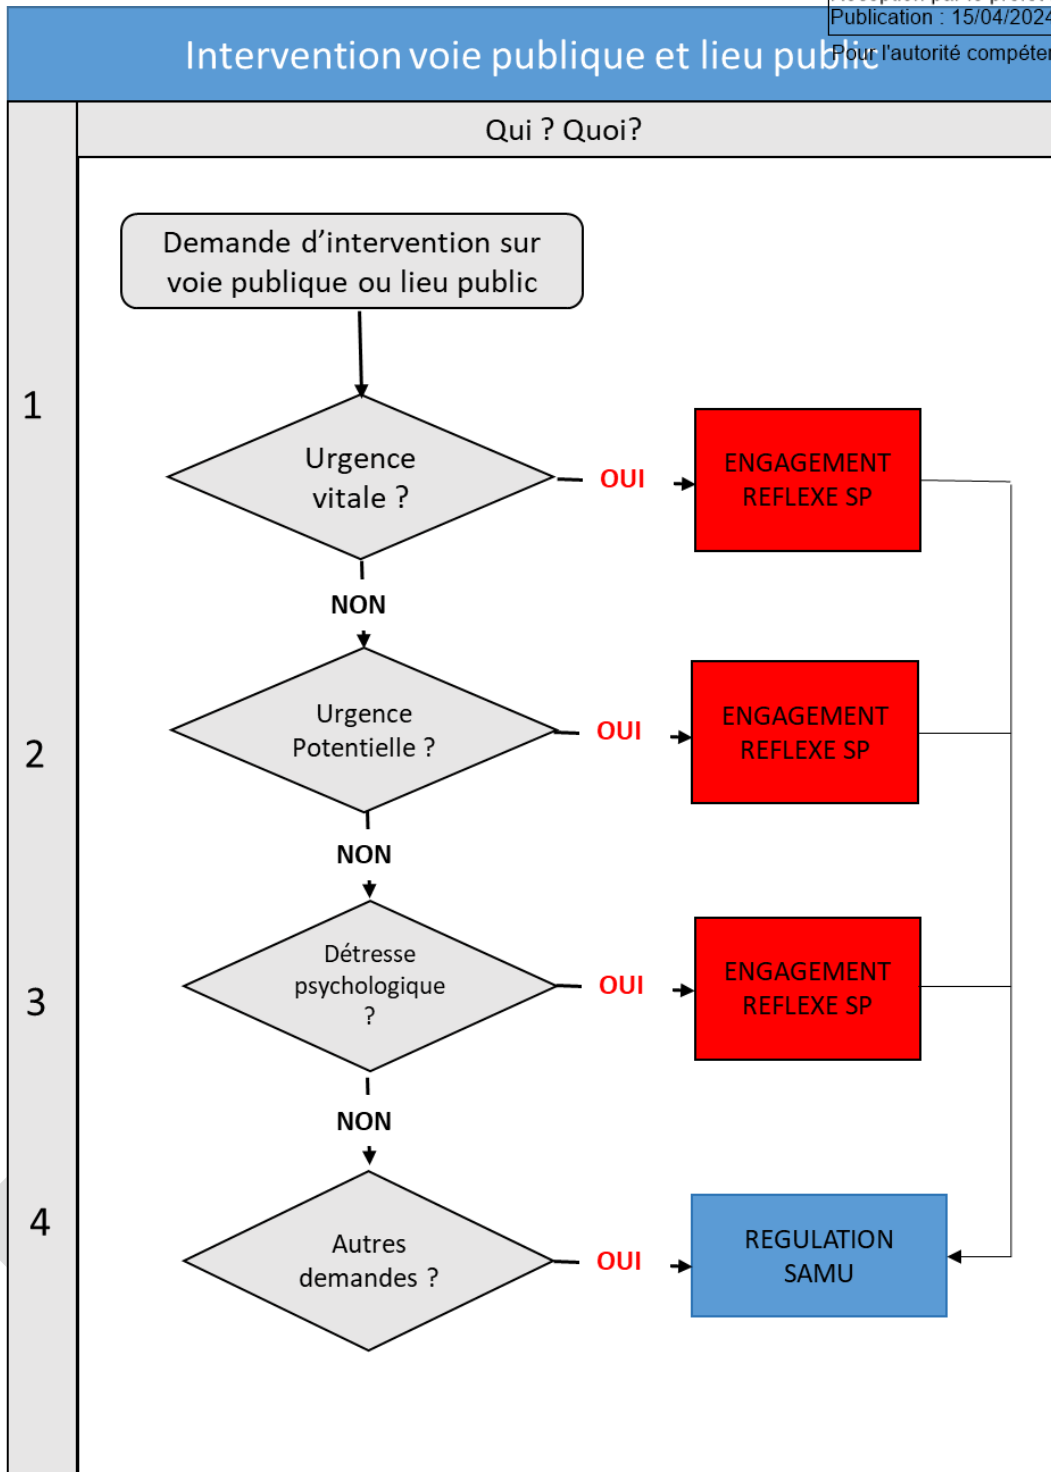 Publication : 15/04/2024
Pour l'autorité compéten
Intervention voie publique et lieu public
Qui ? Quoi?
Demande d'intervention sur
voie publique ou lieu public
1
Urgence
vitale ?
OUI
ENGAGEMENT
REFLEXE SP
NON
2
Urgence
Potentielle ?
OUI
ENGAGEMENT
REFLEXE SP
NON
3
Détresse
psychologique
?
OUI
ENGAGEMENT
REFLEXE SP
NON
4
Autres
demandes ?
OUI
REGULATION
SAMU